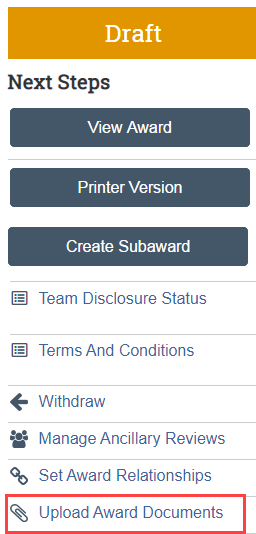 Draft
Next Steps
View Award
Printer Version
Create Subaward
Team Disclosure Status
Terms And Conditions
Withdraw
Manage Ancillary Reviews
Set Award Relationships
Upload Award Documents